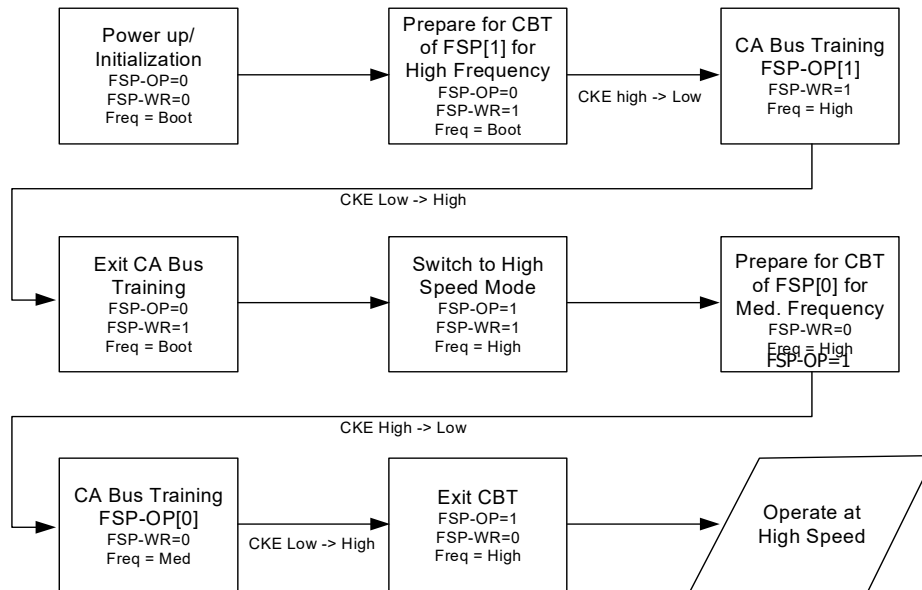 Power up/
Initialization
FSP-OP=0
FSP-WR=0
Freq = Boot
Prepare for CBT
of FSP[1] for
High Frequency
FSP-OP=0
FSP-WR=1
Freq = Boot
CKE high -> Low
CA Bus Training
FSP-OP[1]
FSP-WR=1
Freq = High
CKE Low -> High
Exit CA Bus
Training
FSP-OP=0
FSP-WR=1
Freq = Boot
Switch to High
Speed Mode
FSP-OP=1
FSP-WR=1
Freq = High
Prepare for CBT
of FSP[0] for
Med. Frequency
FSP-WR=0
Freq = High
FSP-OP=1
CKE High -> Low
CA Bus Training
FSP-OP[0]
FSP-WR=0
Freq = Med
CKE Low -> High
Exit CBT
FSP-OP=1
FSP-WR=0
Freq = High
Operate at
High Speed